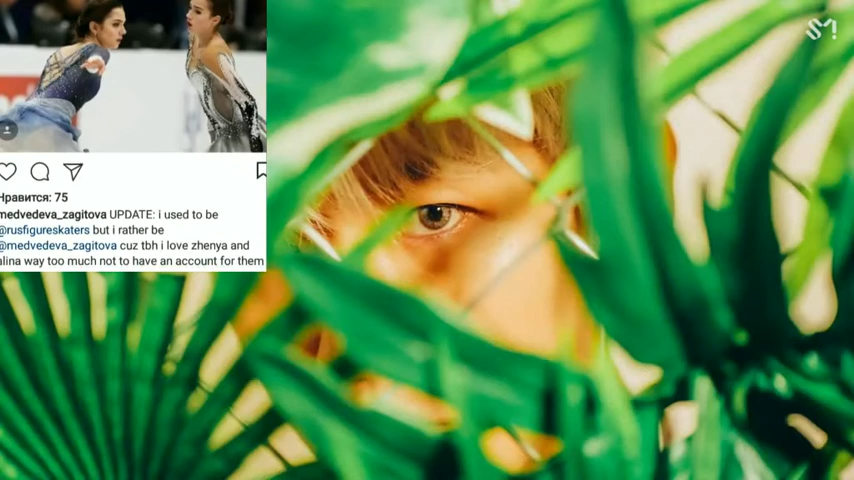 SM!
Нравится: 75
medvedeva_zagitova UPDATE: i used to be
@rusfigureskaters but i rather be
@medvedeva_zagitova cuz tbh i love zhenya and
alina way too much not to have an account for them